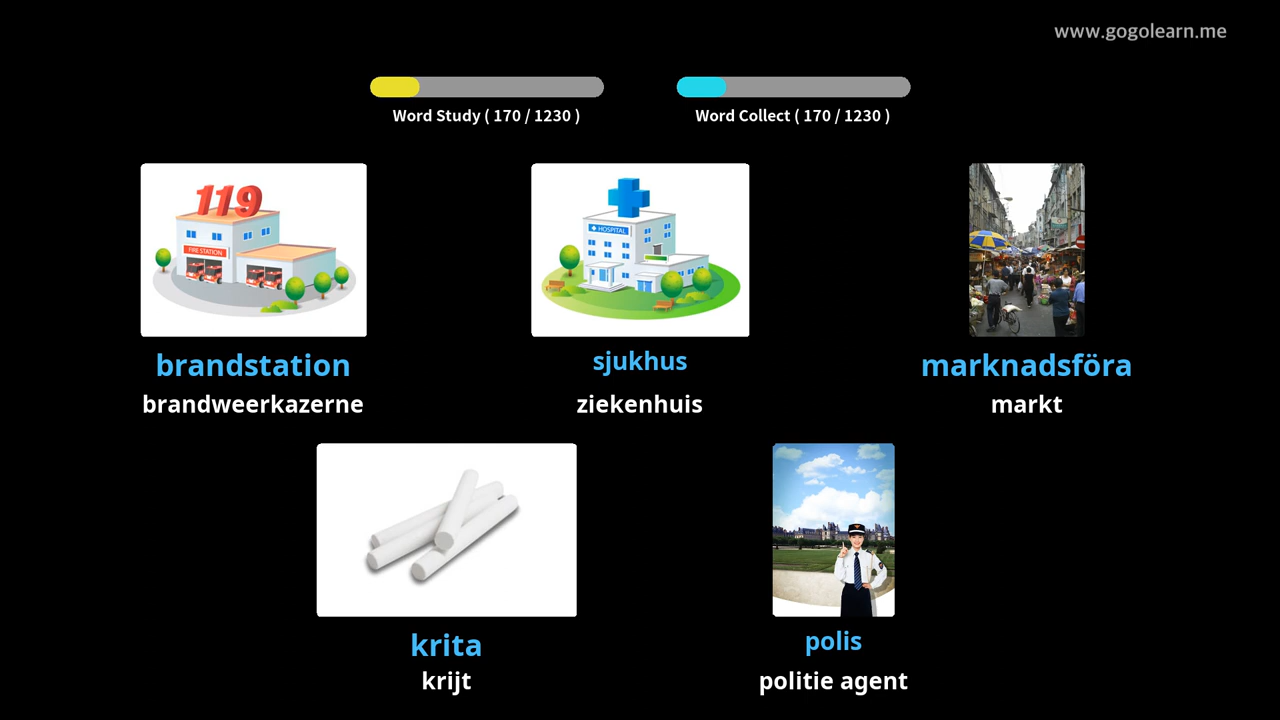 www.gogolearn.me
Word Study ( 170 / 1230 )
Word Collect ( 170 / 1230 )
119
FIRE STATION
HOSPITAL
brandstation
sjukhus
marknadsföra
brandweerkazerne
ziekenhuis
markt
krita
polis
krijt
politie agent